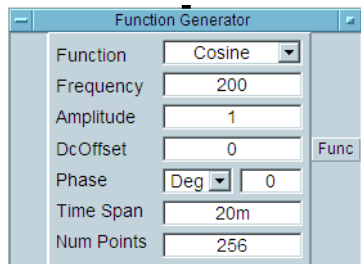 Function Generator
Function Cosine
Frequency 200
Amplitude 1
DcOffset 0
Func
Phase Deg 0
Time Span 20m
Num Points 256